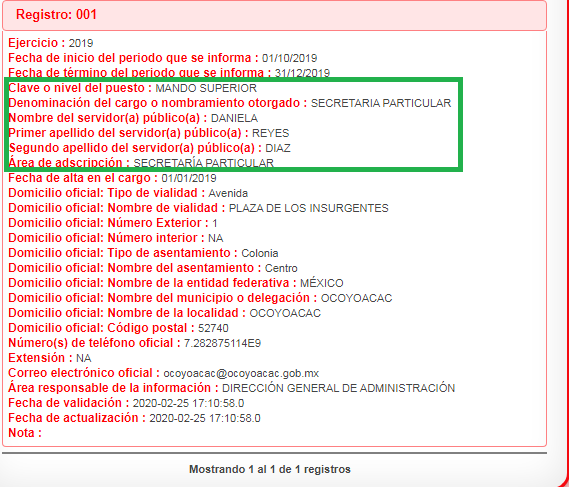 Registro: 001
Ejercicio : 2019
Fecha de inicio del periodo que se informa : 01/10/2019
Fecha de término del periodo que se informa : 31/12/2019
Clave o nivel del puesto : MANDO SUPERIOR
Denominación del cargo o nombramiento otorgado : SECRETARIA PARTICULAR
Nombre del servidor(a) público(a) : DANIELA
Primer apellido del servidor(a) público(a) : REYES
Segundo apellido del servidor(a) público(a) : DIAZ
Área de adscripción : SECRETARÍA PARTICULAR
Fecha de alta en el cargo : 01/01/2019
Domicilio oficial: Tipo de vialidad : Avenida
Domicilio oficial: Nombre de vialidad : PLAZA DE LOS INSURGENTES
Domicilio oficial: Número Exterior : 1
Domicilio oficial: Número interior : NA
Domicilio oficial: Tipo de asentamiento : Colonia
Domicilio oficial: Nombre del asentamiento : Centro
Domicilio oficial: Nombre de la entidad federativa : MÉXICO
Domicilio oficial: Nombre del municipio o delegación : OCOYOACAC
Domicilio oficial: Nombre de la localidad : OCOYOACAC
Domicilio oficial: Código postal : 52740
Número(s) de teléfono oficial : 7.282875114E9
Extensión : NA
Correo electrónico oficial : ocoyoacac@ocoyoacac.gob.mx
Área responsable de la información : DIRECCIÓN GENERAL DE ADMINISTRACIÓN
Fecha de validación : 2020-02-25 17:10:58.0
Fecha de actualización : 2020-02-25 17:10:58.0
Nota :
Mostrando 1 al 1 de 1 registros